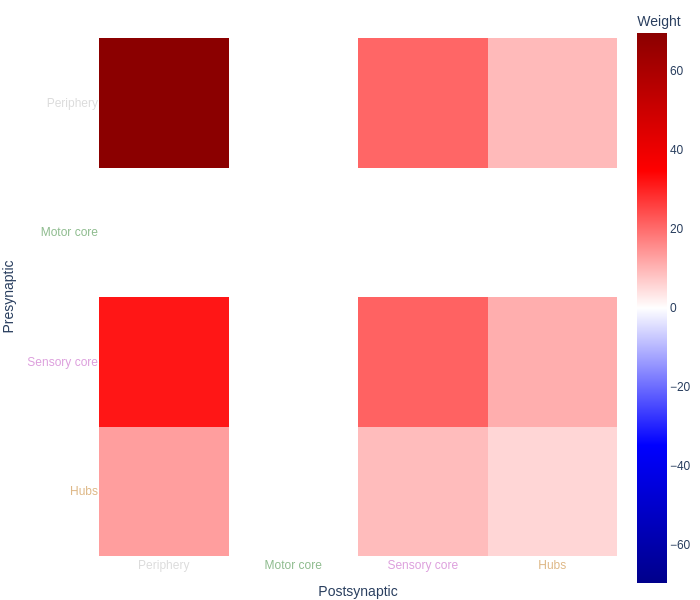 Weight
Periphery
Motor core
Sensory core
Hubs
Presynaptic
60
40
20
0
−20
−40
−60
Periphery
Motor core
Sensory core
Hubs
Postsynaptic